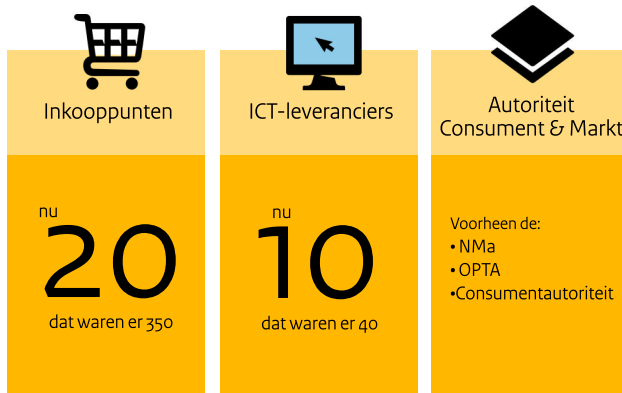 Inkooppunten
nu
20
dat waren er 350
ICT-leveranciers
nu
10
dat waren er 40
Autoriteit
Consument & Markt
Voorheen de:
• NMa
• OPTA
•Consumentautoriteit